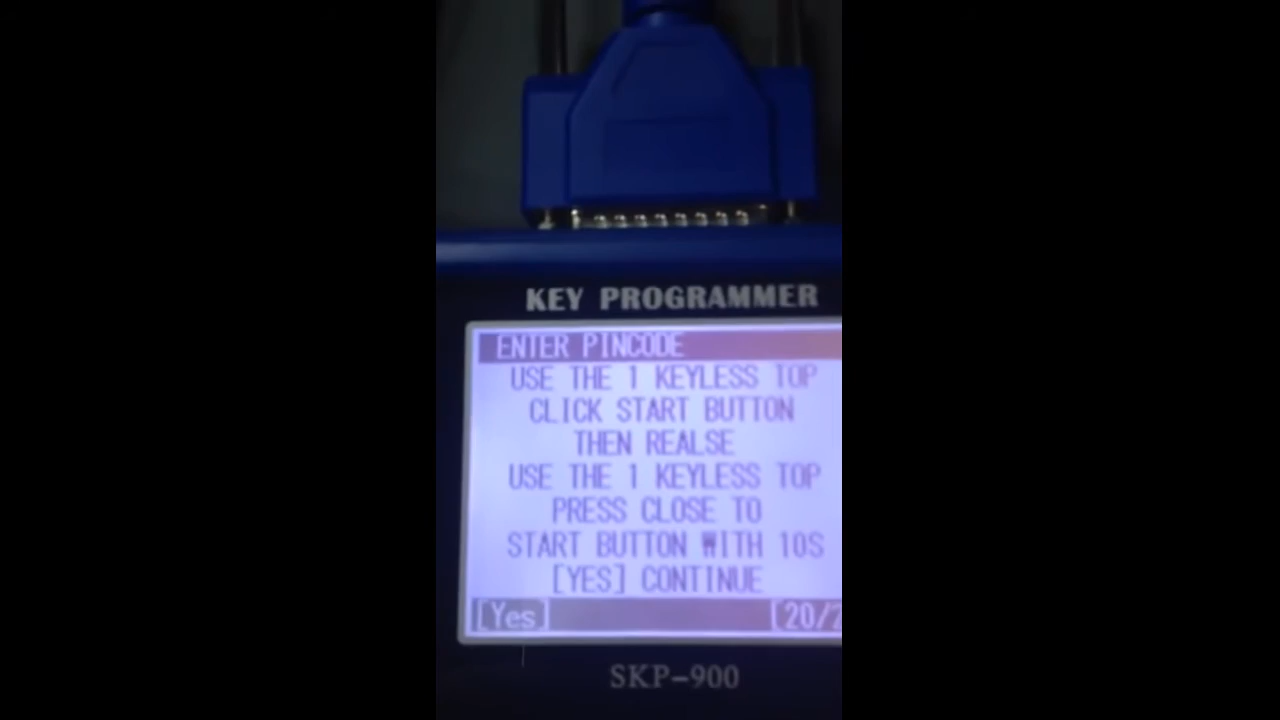 KEY PROGRAMMER
ENTER PINCODE
USE THE 1 KEYLESS TOP
CLICK START BUTTON
THEN REALSE
USE THE 1 KEYLESS TOP
PRESS CLOSE TO
START BUTTON WITH 10S
[YES] CONTINUE
[Yes] [20/
SKP-900